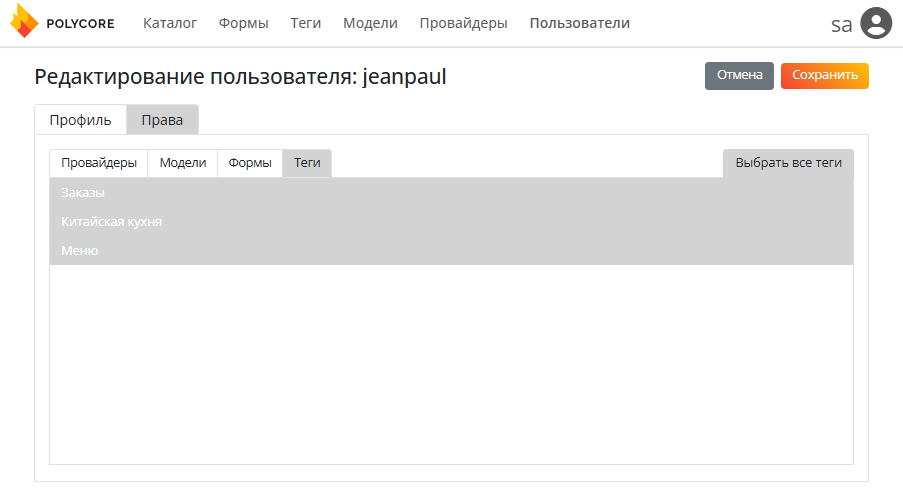 POLYCORE Каталог Формы Теги Модели Провайдеры Пользователи sa
Редактирование пользователя: jeanpaul Отмена Сохранить
Профиль Права
Провайдеры Модели Формы Теги Выбрать все теги
Заказы
Китайская кухня
Меню